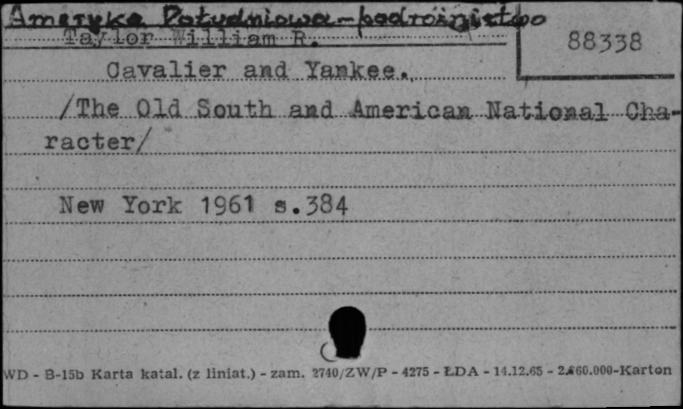 Ameryka Południowa - podróżnictwo
Taylor William R.
88338
Cavalier and Yankee.
/The Old South and American National Cha-
racter/
New York 1961 s.384
WD - B-15b Karta katal. (z liniat.) - zam. 2740/ZW/P - 4275 - ŁDA - 14.12.65 - 2.860.000-Karton